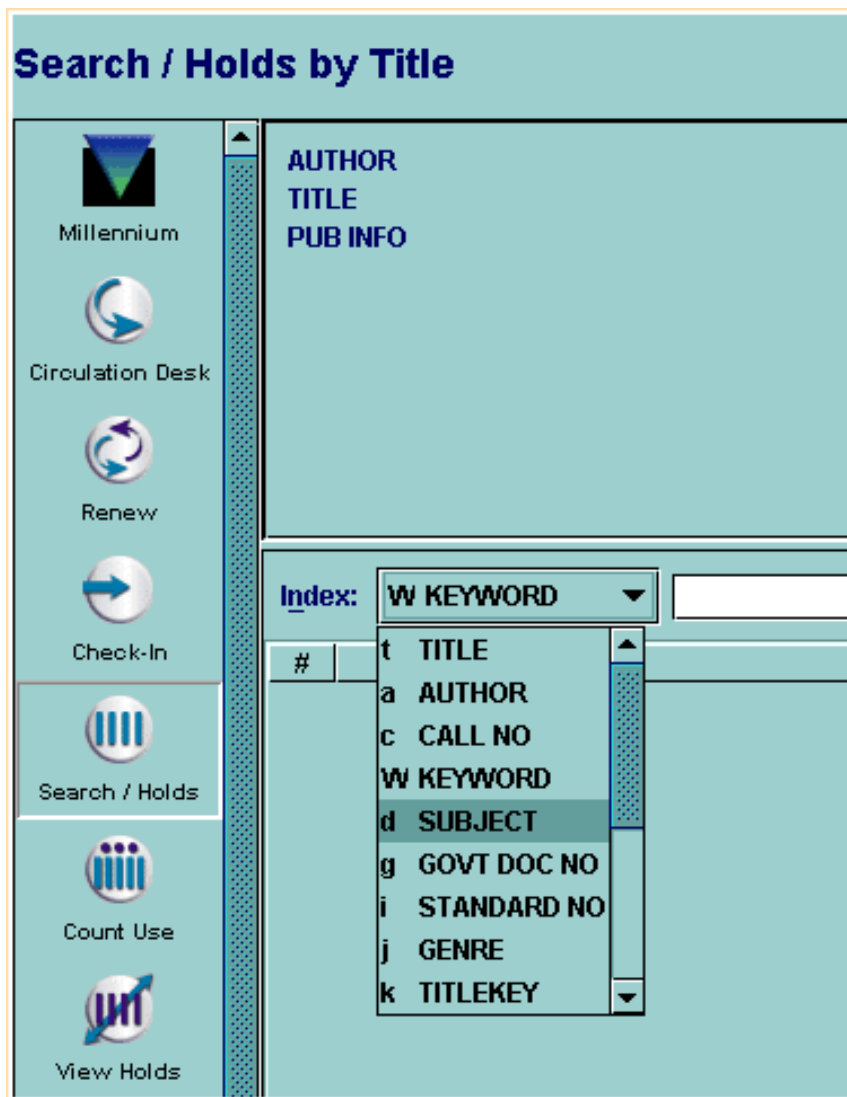 Search / Holds by Title
Millennium
Circulation Desk
Renew
Check-In
Search / Holds
Count Use
View Holds
AUTHOR
TITLE
PUB INFO
Index: W KEYWORD
#
t TITLE
a AUTHOR
c CALL NO
W KEYWORD
d SUBJECT
g GOVT DOC NO
i STANDARD NO
j GENRE
k TITLEKEY